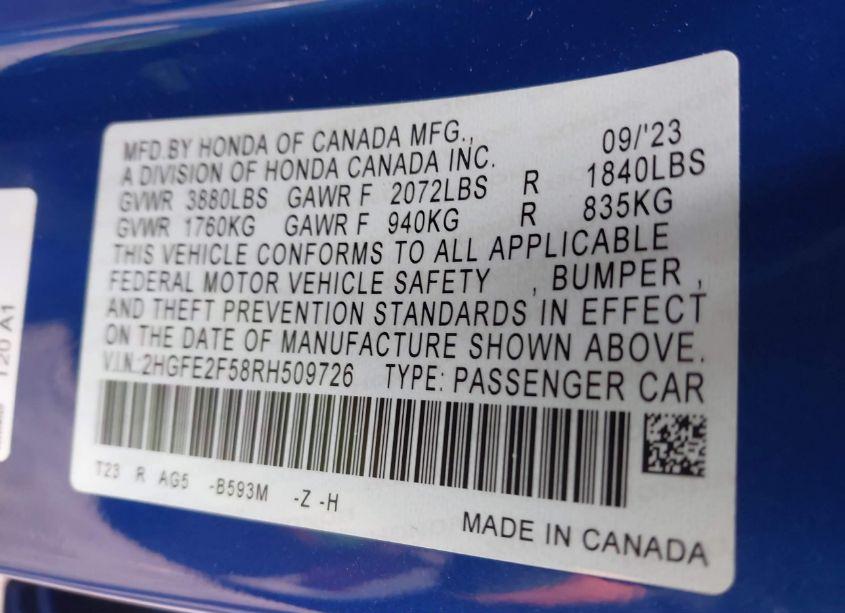 MFD.BY HONDA OF CANADA MFG., 09/'23
A DIVISION OF HONDA CANADA INC.
GVWR 3880LBS GAWR F 2072LBS R 1840LBS
GVWR 1760KG GAWR F 940KG R 835KG
THIS VEHICLE CONFORMS TO ALL APPLICABLE
FEDERAL MOTOR VEHICLE SAFETY , BUMPER ,
AND THEFT PREVENTION STANDARDS IN EFFECT
ON THE DATE OF MANUFACTURE SHOWN ABOVE.
V.I.N.:2HGFE2F58RH509726 TYPE: PASSENGER CAR
T23 R AG5 -B593M -Z -H
MADE IN CANADA
T20 A1